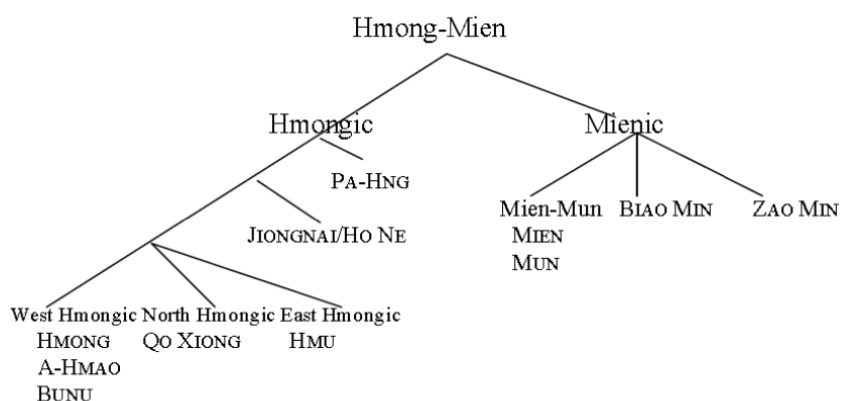 Hmong-Mien
Hmongic Mienic
PA-HNG
Mien-Mun BIAO MIN ZAO MIN
MIEN
JIONGNAI/HO NE
MUN
West Hmongic North Hmongic East Hmongic
HMONG QO XIONG HMU
A-HMAO
BUNU